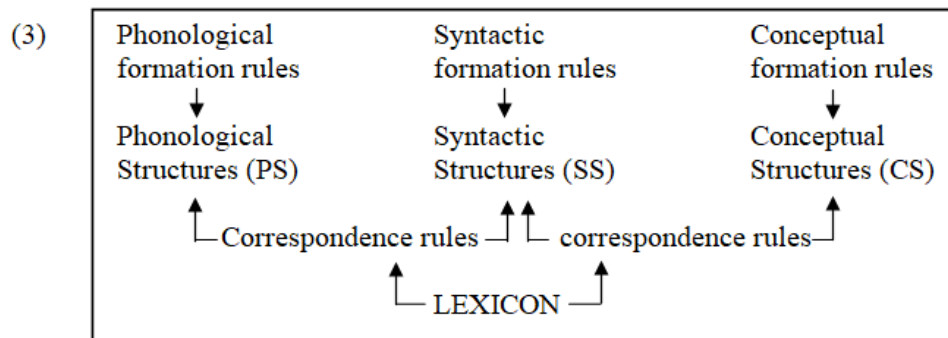 (3) Phonological Syntactic Conceptual
formation rules formation rules formation rules
Phonological Syntactic Conceptual
Structures (PS) Structures (SS) Structures (CS)
Correspondence rules correspondence rules
LEXICON